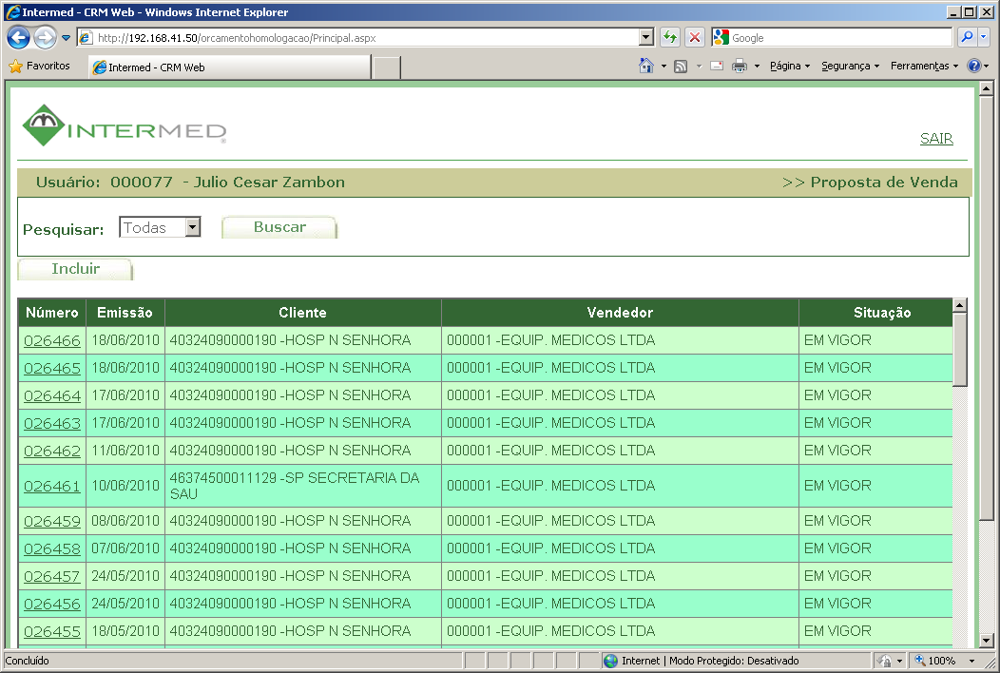 Intermed - CRM Web - Windows Internet Explorer
http://192.168.41.50/orcamentohomologacao/Principal.aspx
Google
Favoritos
Intermed - CRM Web
Página
Segurança
Ferramentas
INTERMED
SAIR
Usuário: 000077 - Julio Cesar Zambon
>> Proposta de Venda
Pesquisar: Todas Buscar
Incluir
Número Emissão Cliente Vendedor Situação
026466 18/06/2010 40324090000190 -HOSP N SENHORA 000001 -EQUIP. MEDICOS LTDA EM VIGOR
026465 18/06/2010 40324090000190 -HOSP N SENHORA 000001 -EQUIP. MEDICOS LTDA EM VIGOR
026464 17/06/2010 40324090000190 -HOSP N SENHORA 000001 -EQUIP. MEDICOS LTDA EM VIGOR
026463 17/06/2010 40324090000190 -HOSP N SENHORA 000001 -EQUIP. MEDICOS LTDA EM VIGOR
026462 11/06/2010 40324090000190 -HOSP N SENHORA 000001 -EQUIP. MEDICOS LTDA EM VIGOR
026461 10/06/2010 46374500011129 -SP SECRETARIA DA
SAU 000001 -EQUIP. MEDICOS LTDA EM VIGOR
026459 08/06/2010 40324090000190 -HOSP N SENHORA 000001 -EQUIP. MEDICOS LTDA EM VIGOR
026458 07/06/2010 40324090000190 -HOSP N SENHORA 000001 -EQUIP. MEDICOS LTDA EM VIGOR
026457 24/05/2010 40324090000190 -HOSP N SENHORA 000001 -EQUIP. MEDICOS LTDA EM VIGOR
026456 24/05/2010 40324090000190 -HOSP N SENHORA 000001 -EQUIP. MEDICOS LTDA EM VIGOR
026455 18/05/2010 40324090000190 -HOSP N SENHORA 000001 -EQUIP. MEDICOS LTDA EM VIGOR
Concluído
Internet | Modo Protegido: Desativado
100%